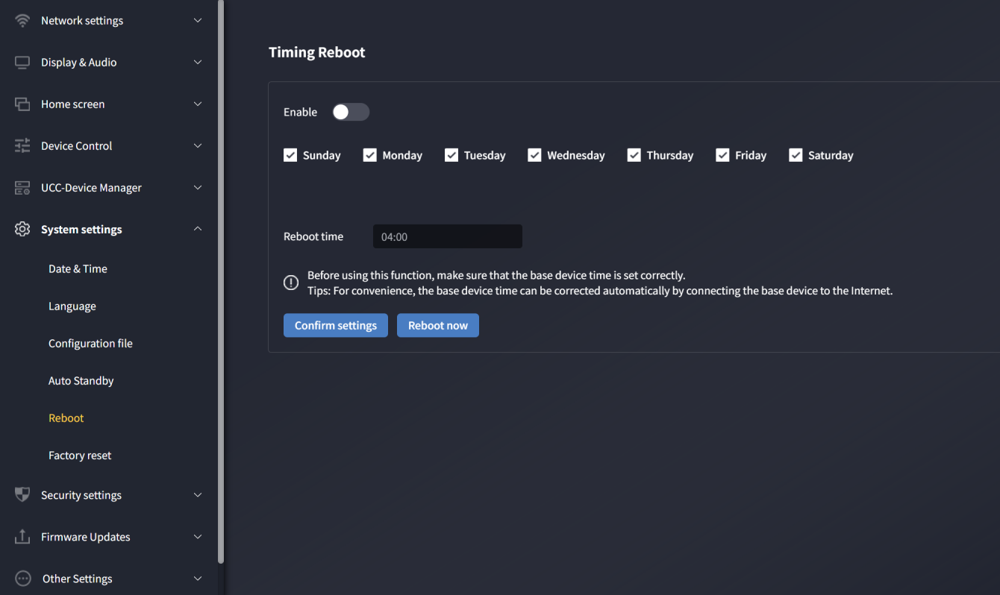 Network settings
Display & Audio
Home screen
Device Control
UCC-Device Manager
System settings
Date & Time
Language
Configuration file
Auto Standby
Reboot
Factory reset
Security settings
Firmware Updates
Other Settings
Timing Reboot
Enable
Sunday Monday Tuesday Wednesday Thursday Friday Saturday
Reboot time 04:00
Before using this function, make sure that the base device time is set correctly.
Tips: For convenience, the base device time can be corrected automatically by connecting the base device to the Internet.
Confirm settings Reboot now